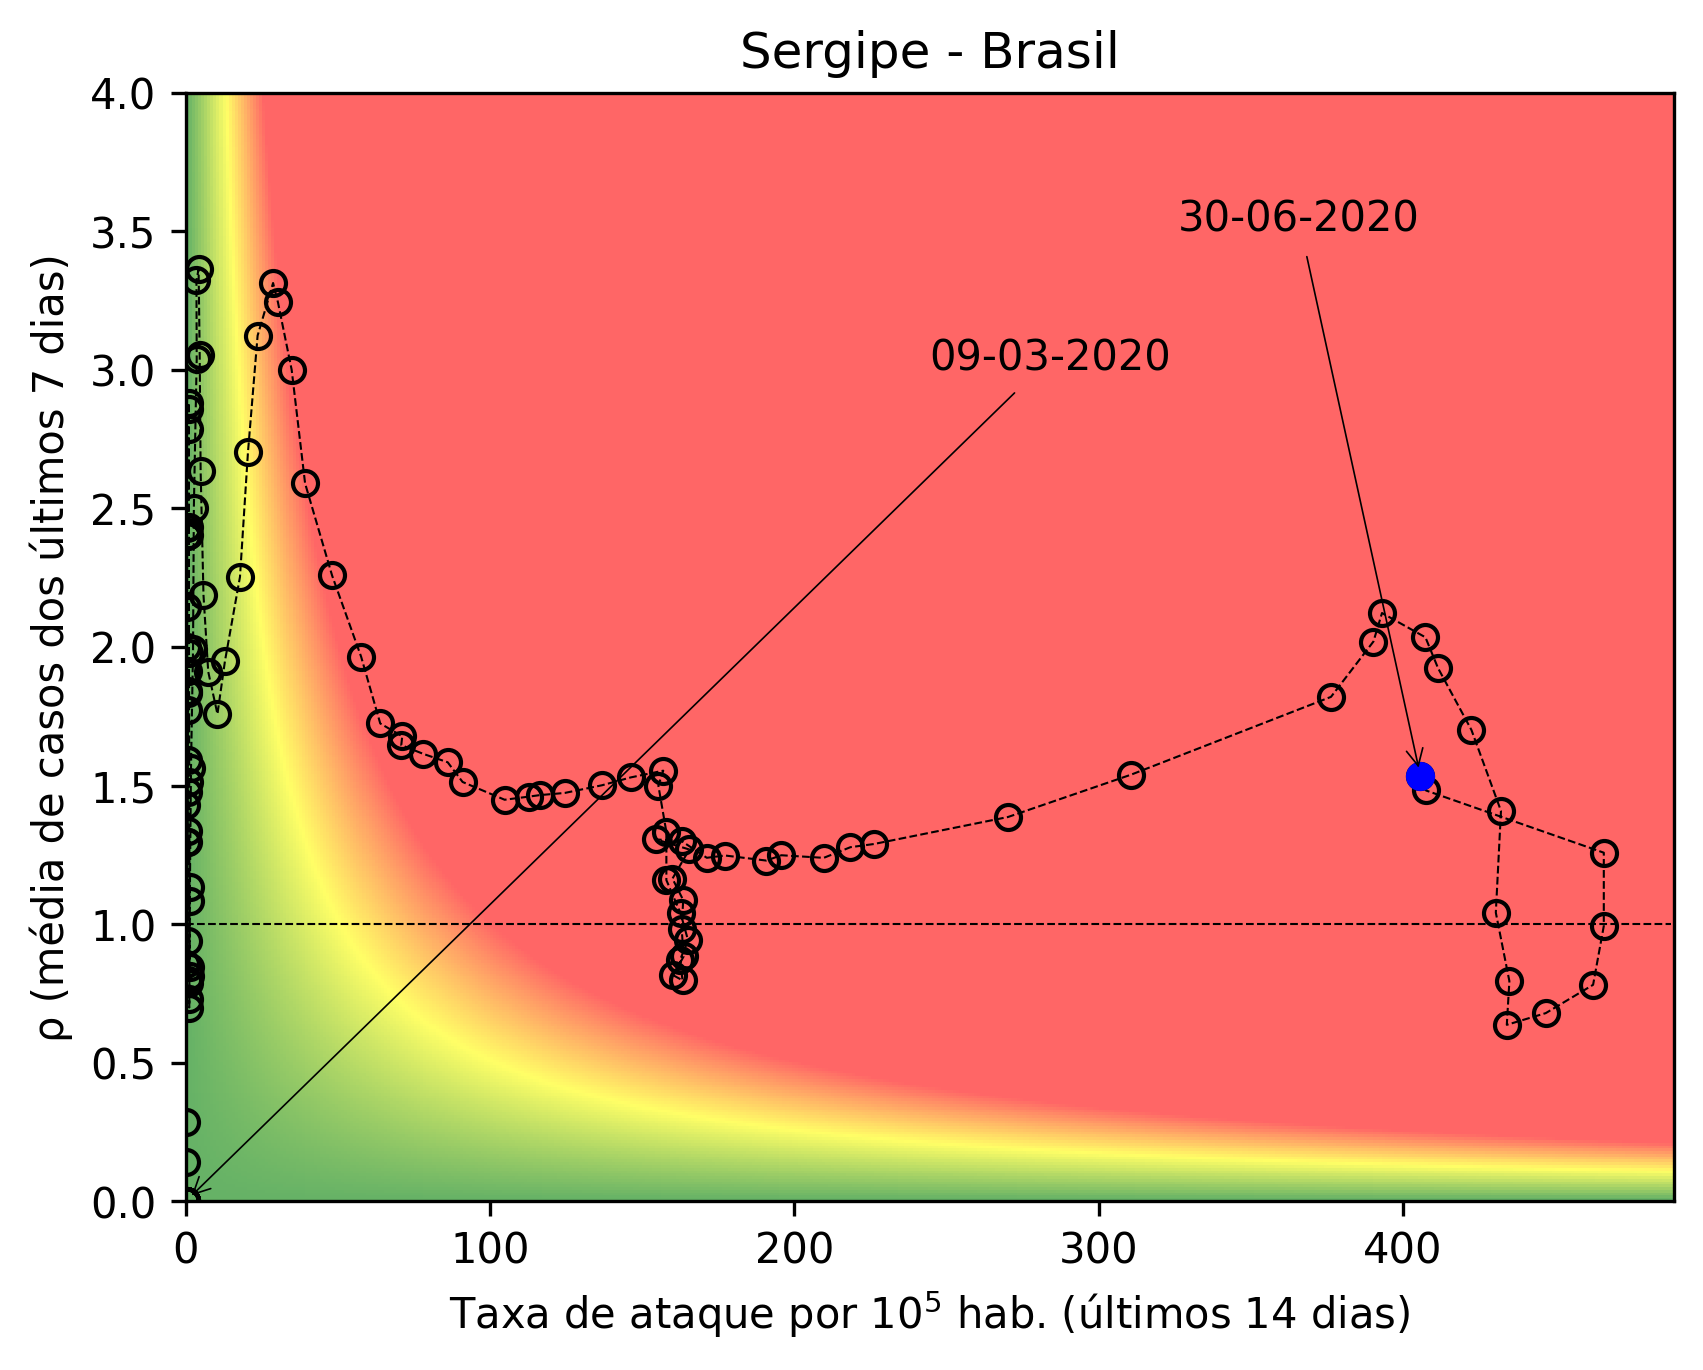 Sergipe - Brasil
4.0
3.5
3.0
2.5
2.0
1.5
1.0
0.5
0.0
ρ (média de casos dos últimos 7 dias)
30-06-2020
09-03-2020
0 100 200 300 400
Taxa de ataque por 10⁵ hab. (últimos 14 dias)